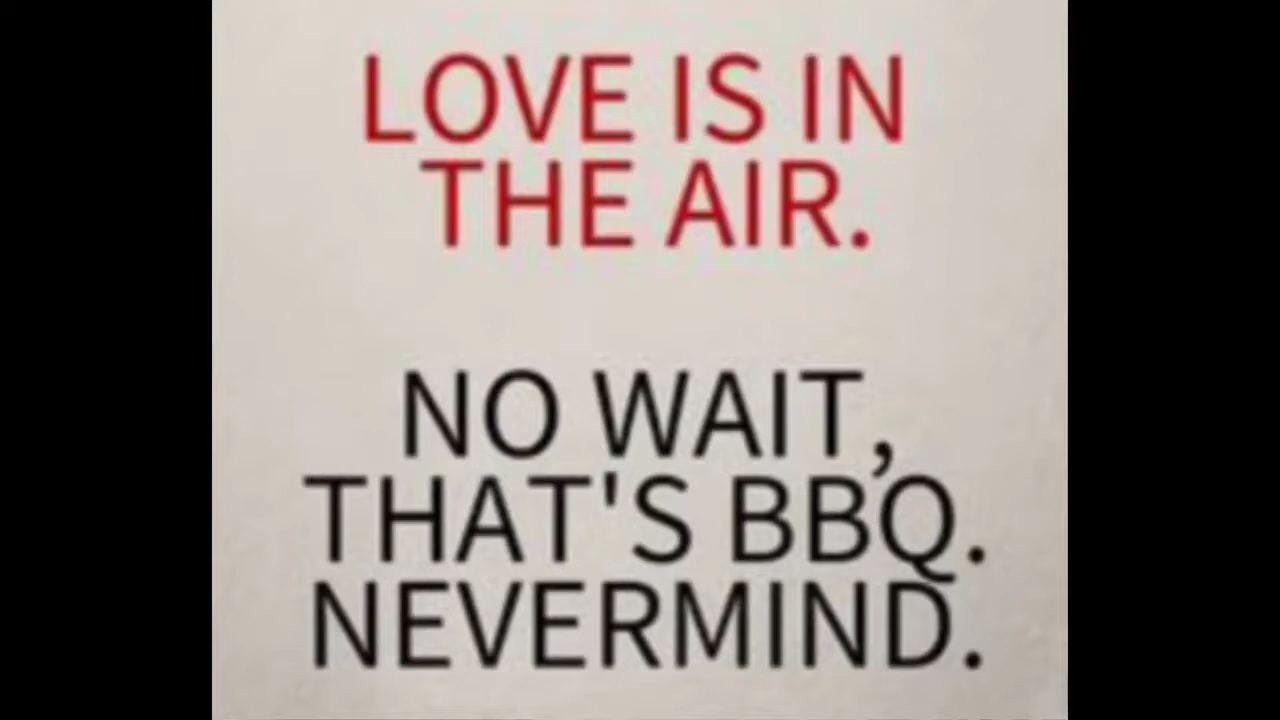 LOVE IS IN
THE AIR.
NO WAIT,
THAT'S BBQ.
NEVERMIND.